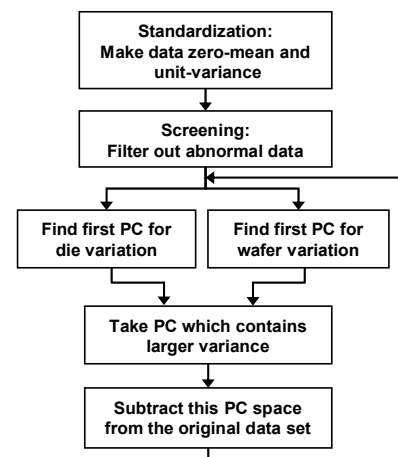 Standardization:
Make data zero-mean and
unit-variance
Screening:
Filter out abnormal data
Find first PC for
die variation
Find first PC for
wafer variation
Take PC which contains
larger variance
Subtract this PC space
from the original data set